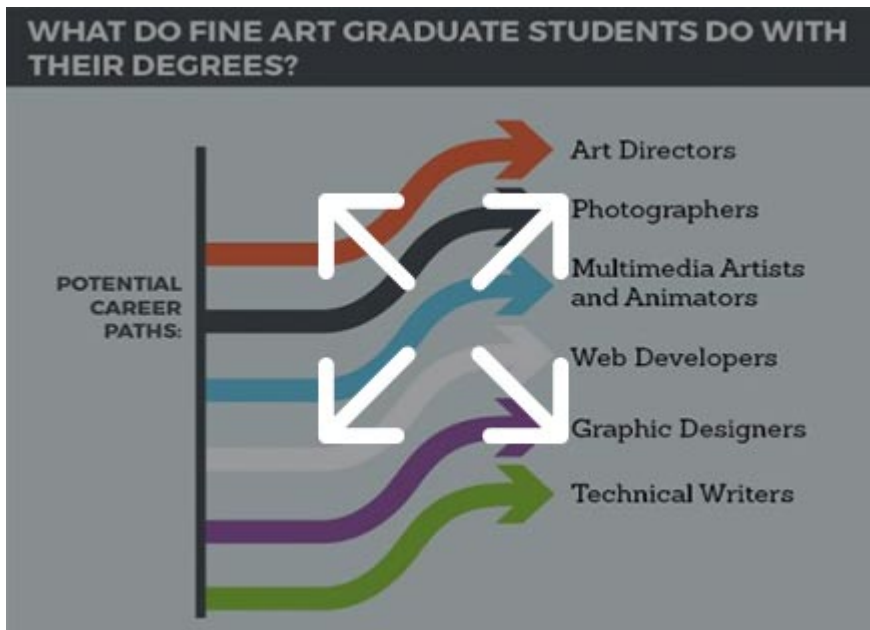 WHAT DO FINE ART GRADUATE STUDENTS DO WITH
THEIR DEGREES?
POTENTIAL
CAREER
PATHS:
Art Directors
Photographers
Multimedia Artists
and Animators
Web Developers
Graphic Designers
Technical Writers